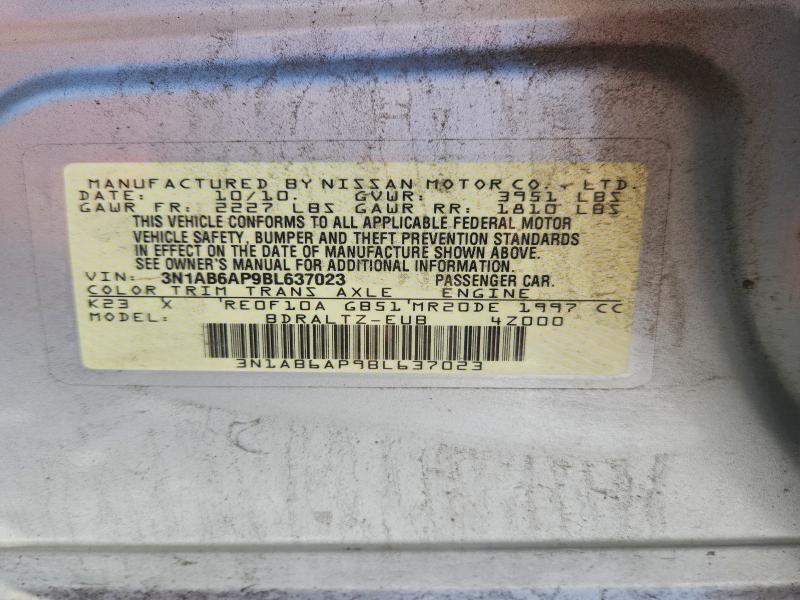 MANUFACTURED BY NISSAN MOTOR CO., LTD.
DATE: 10/10. GVWR: 3951 LBS
GAWR FR: 2227 LBS GAWR RR: 1810 LBS
THIS VEHICLE CONFORMS TO ALL APPLICABLE FEDERAL MOTOR
VEHICLE SAFETY, BUMPER AND THEFT PREVENTION STANDARDS
IN EFFECT ON THE DATE OF MANUFACTURE SHOWN ABOVE.
SEE OWNER'S MANUAL FOR ADDITIONAL INFORMATION.
VIN: 3N1AB6AP9BL637023 PASSENGER CAR.
COLOR TRIM TRANS AXLE ENGINE
K23 X 'RE0F10A GB51'MR20DE 1997 CC
MODEL: BDRALTZ-EUB 4Z000
3N1AB6AP9BL637023